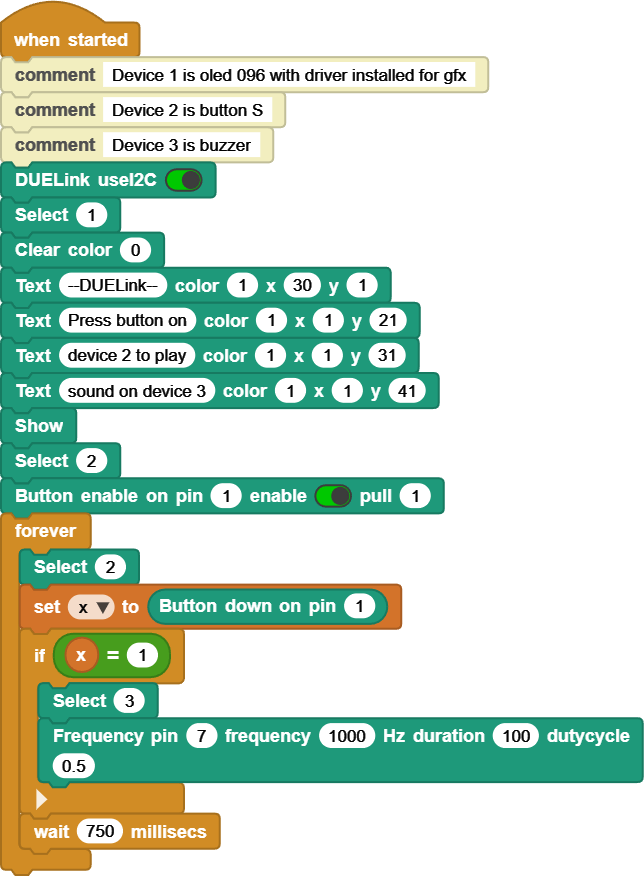 when started
comment Device 1 is oled 096 with driver installed for gfx
comment Device 2 is button S
comment Device 3 is buzzer
DUELink useI2C
Select 1
Clear color 0
Text --DUELink-- color 1 x 30 y 1
Text Press button on color 1 x 1 y 21
Text device 2 to play color 1 x 1 y 31
Text sound on device 3 color 1 x 1 y 41
Show
Select 2
Button enable on pin 1 enable pull 1
forever
Select 2
set x to Button down on pin 1
if x = 1
Select 3
Frequency pin 7 frequency 1000 Hz duration 100 dutycycle
0.5
wait 750 millisecs